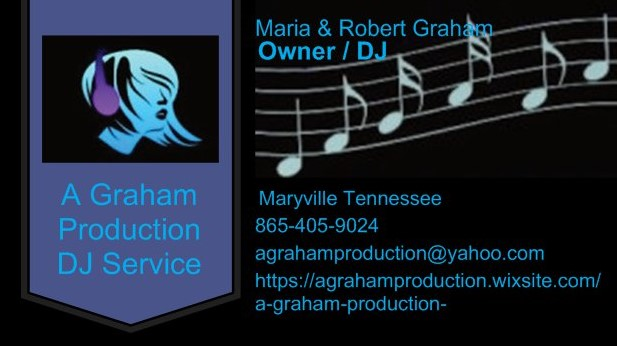 Maria & Robert Graham
Owner / DJ
A Graham
Production
DJ Service
Maryville Tennessee
865-405-9024
agrahamproduction@yahoo.com
https://agrahamproduction.wixsite.com/
a-graham-production-